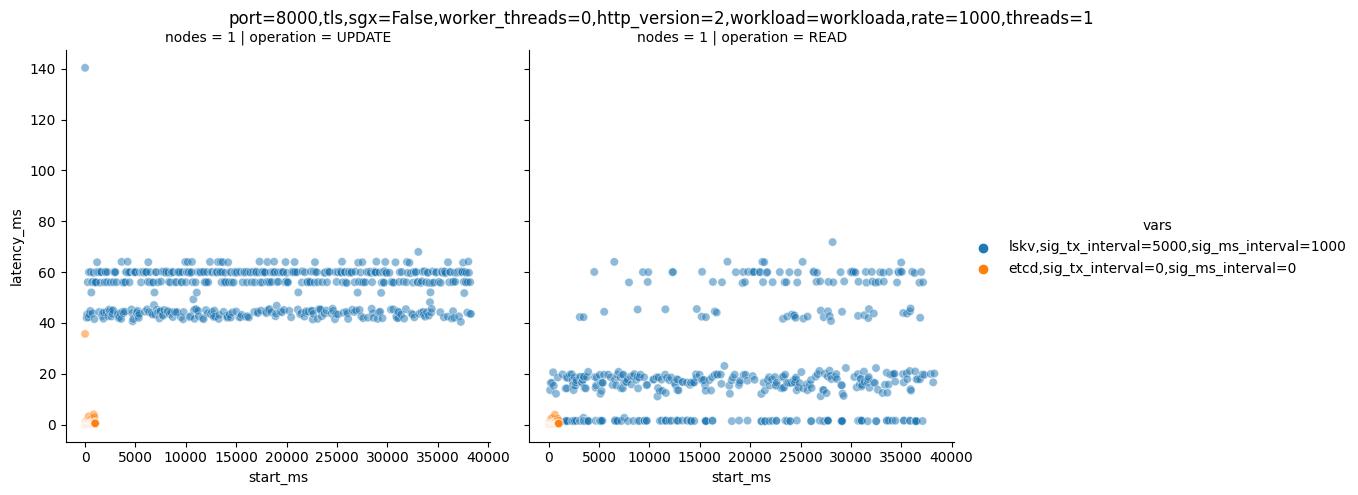 port=8000,tls,sgx=False,worker_threads=0,http_version=2,workload=workloada,rate=1000,threads=1
nodes = 1 | operation = UPDATE
nodes = 1 | operation = READ
latency_ms
140
120
100
80
60
40
20
0
0 5000 10000 15000 20000 25000 30000 35000 40000
start_ms
0 5000 10000 15000 20000 25000 30000 35000 40000
start_ms
vars
lskv,sig_tx_interval=5000,sig_ms_interval=1000
etcd,sig_tx_interval=0,sig_ms_interval=0